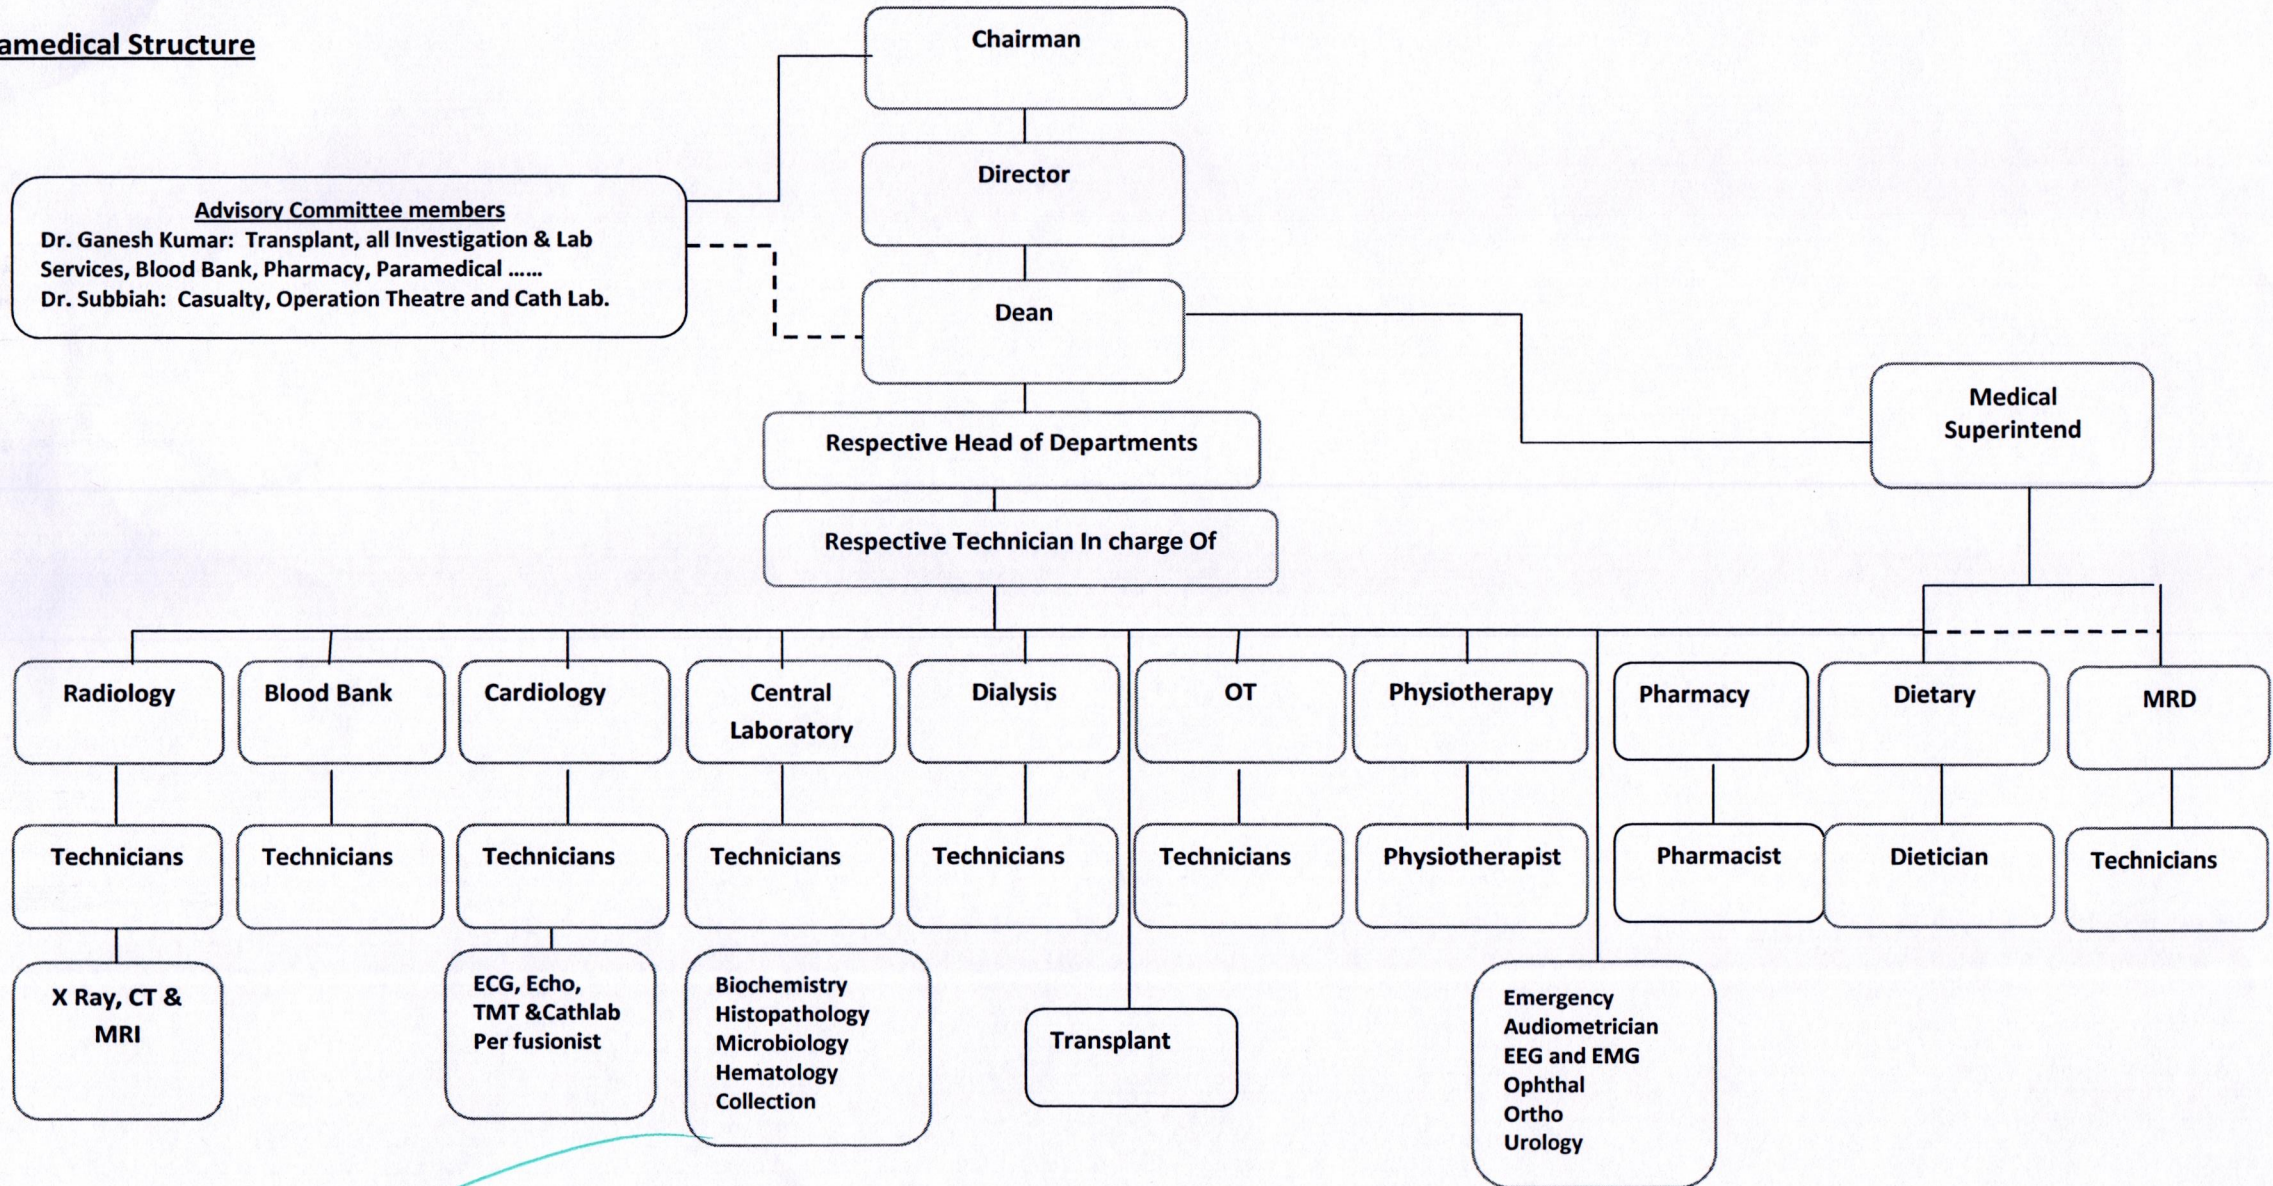 amedical Structure
Chairman
Director
Advisory Committee members
Dr. Ganesh Kumar: Transplant, all Investigation & Lab
Services, Blood Bank, Pharmacy, Paramedical ......
Dr. Subbiah: Casualty, Operation Theatre and Cath Lab.
Dean
Medical
Superintend
Respective Head of Departments
Respective Technician In charge Of
Radiology
Blood Bank
Cardiology
Central
Laboratory
Dialysis
OT
Physiotherapy
Pharmacy
Dietary
MRD
Technicians
Technicians
Technicians
Technicians
Technicians
Technicians
Physiotherapist
Pharmacist
Dietician
Technicians
X Ray, CT &
MRI
ECG, Echo,
TMT &Cathlab
Per fusionist
Biochemistry
Histopathology
Microbiology
Hematology
Collection
Transplant
Emergency
Audiometrician
EEG and EMG
Ophthal
Ortho
Urology